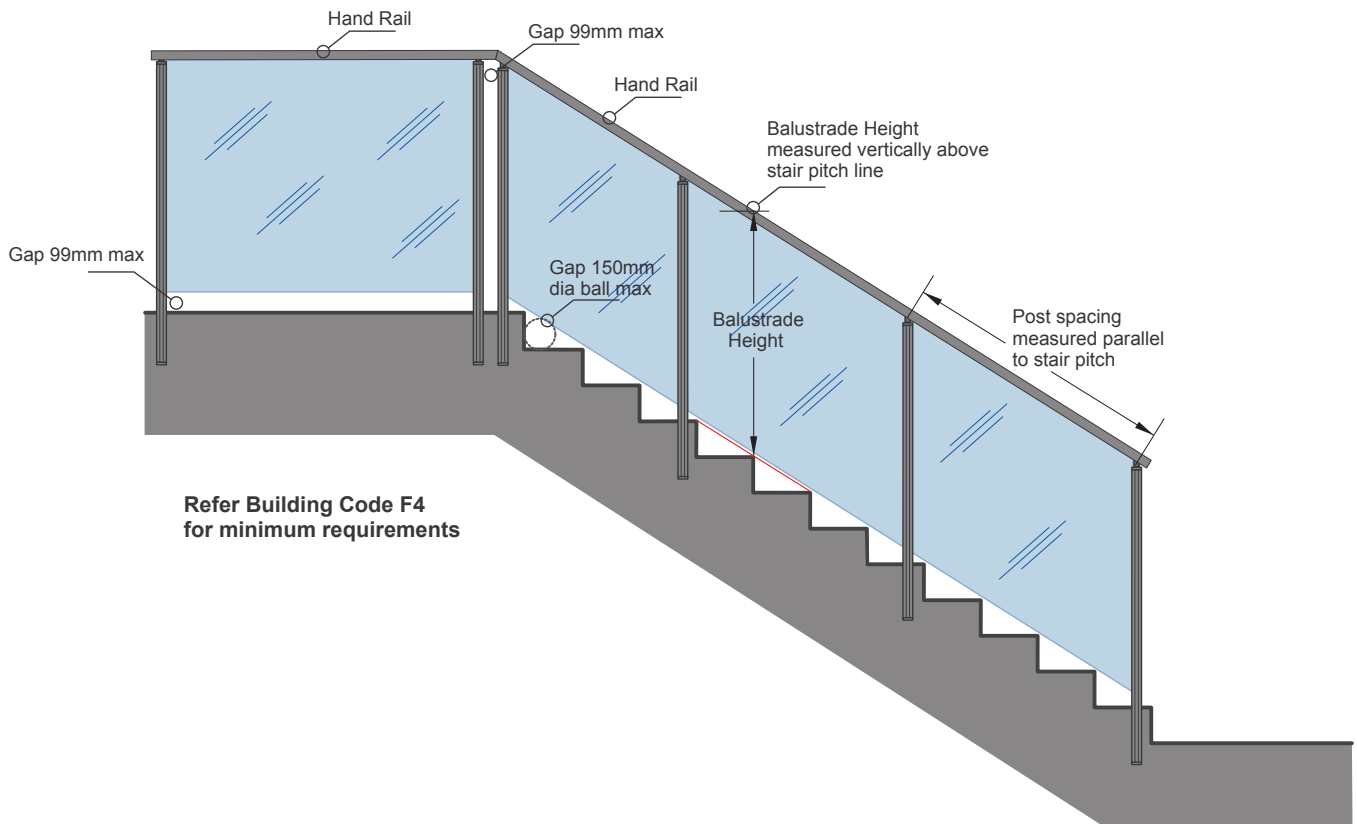 Hand Rail
Gap 99mm max
Hand Rail
Balustrade Height
measured vertically above
stair pitch line
Gap 99mm max
Gap 150mm
dia ball max
Balustrade
Height
Post spacing
measured parallel
to stair pitch
Refer Building Code F4
for minimum requirements